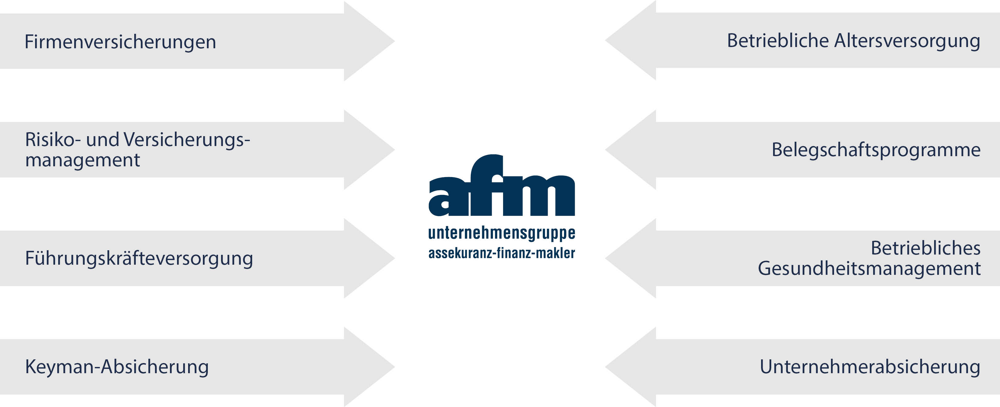 Firmenversicherungen
Risiko- und Versicherungs-
management
Führungskräfteversorgung
Keyman-Absicherung
afm
unternehmensgruppe
assekuranz-finanz-makler
Betriebliche Altersversorgung
Belegschaftsprogramme
Betriebliches
Gesundheitsmanagement
Unternehmerabsicherung